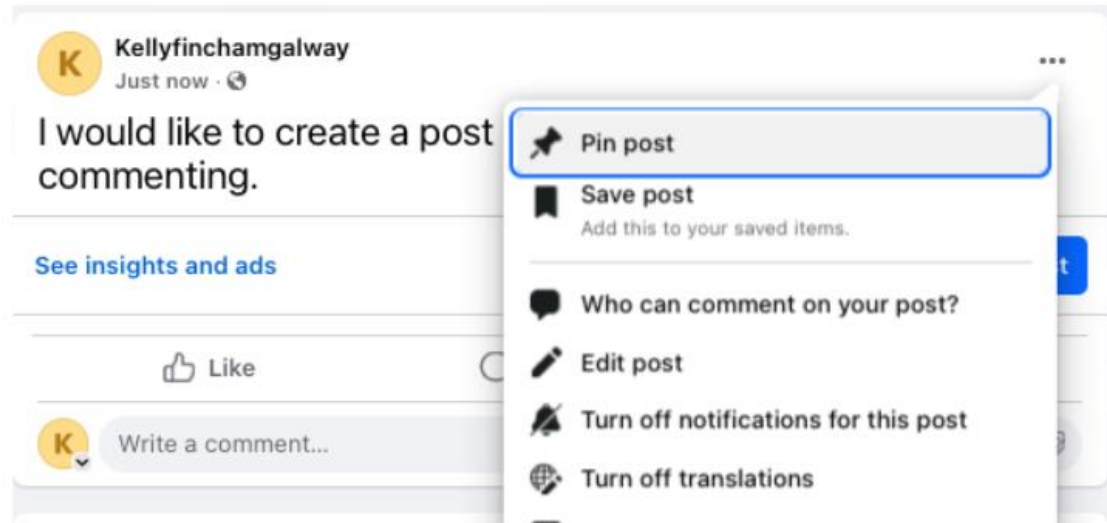 Kellyfinchamgalway
Just now ·
I would like to create a post
commenting.
Pin post
Save post
Add this to your saved items.
See insights and ads
Who can comment on your post?
Edit post
Like
Turn off notifications for this post
Write a comment...
Turn off translations
K
K
t